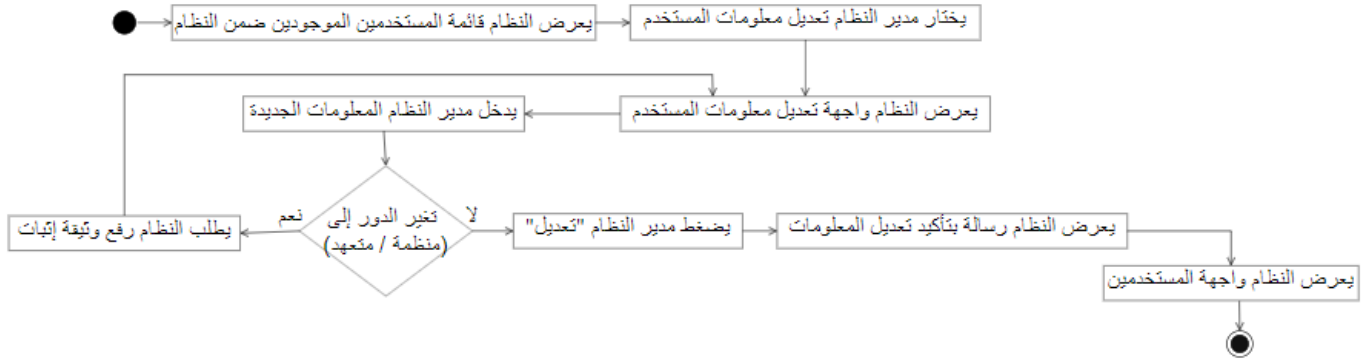 يعرض النظام قائمة المستخدمين الموجودين ضمن النظام
يختار مدير النظام تعديل معلومات المستخدم
يعرض النظام واجهة تعديل معلومات المستخدم
يدخل مدير النظام المعلومات الجديدة
تغير الدور إلى
(منظمة / متعهد)
نعم
يطلب النظام رفع وثيقة إثبات
لا
يضغط مدير النظام "تعديل"
يعرض النظام رسالة بتأكيد تعديل المعلومات
يعرض النظام واجهة المستخدمين